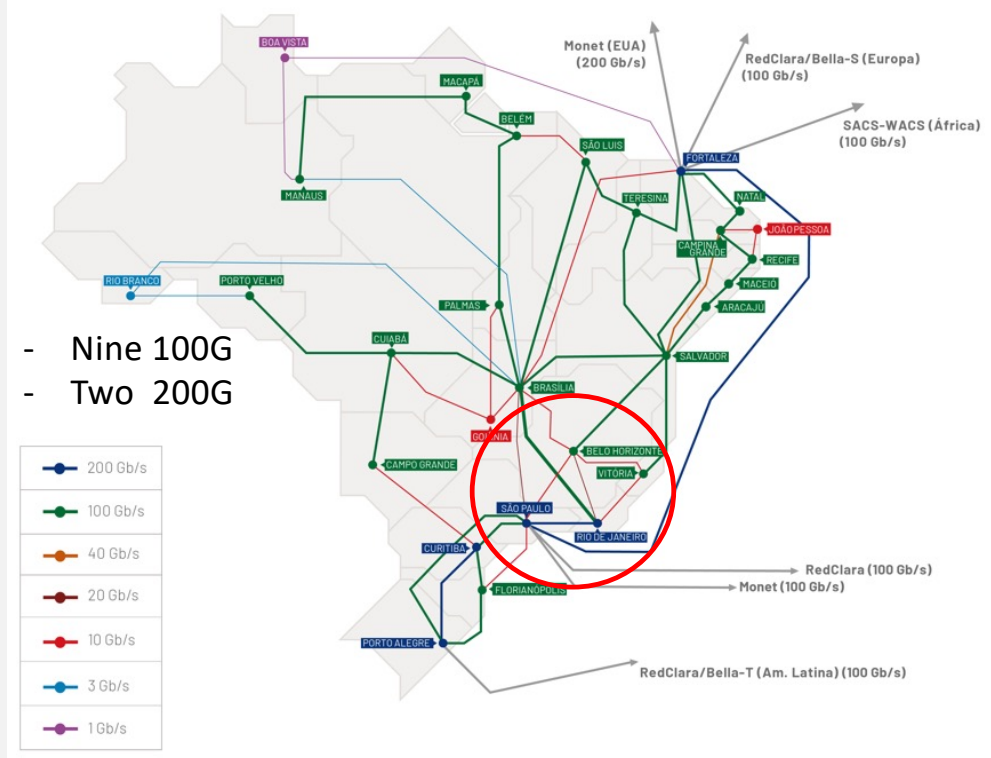 BOA VISTA
Monet (EUA)
(200 Gb/s)
RedClara/Bella-S (Europa)
(100 Gb/s)
MACAPÁ
SACS-WACS (África)
(100 Gb/s)
BELÉM
SÃO LUIS
FORTALEZA
MANAUS
TERESINA
NATAL
JOÃO PESSOA
CAMPINA
GRANDE
RECIFE
RIO BRANCO
PORTO VELHO
MACEIÓ
PALMAS
ARACAJÚ
CUIABÁ
- Nine 100G
SALVADOR
- Two 200G
BRASÍLIA
GOIÂNIA
BELO HORIZONTE
CAMPO GRANDE
VITÓRIA
200 Gb/s
100 Gb/s
40 Gb/s
20 Gb/s
10 Gb/s
3 Gb/s
1 Gb/s
SÃO PAULO
RIO DE JANEIRO
CURITIBA
RedClara (100 Gb/s)
Monet (100 Gb/s)
FLORIANÓPOLIS
PORTO ALEGRE
RedClara/Bella-T (Am. Latina) (100 Gb/s)